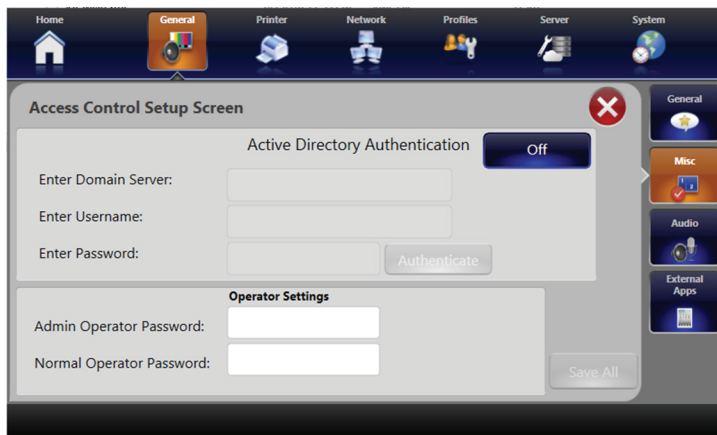 Home General Printer Network Profiles Server System
Access Control Setup Screen
General
Active Directory Authentication Off
Misc
1 2
Enter Domain Server:
Enter Username:
Audio
Enter Password: Authenticate
External
Apps
Operator Settings
Admin Operator Password:
Normal Operator Password:
Save All